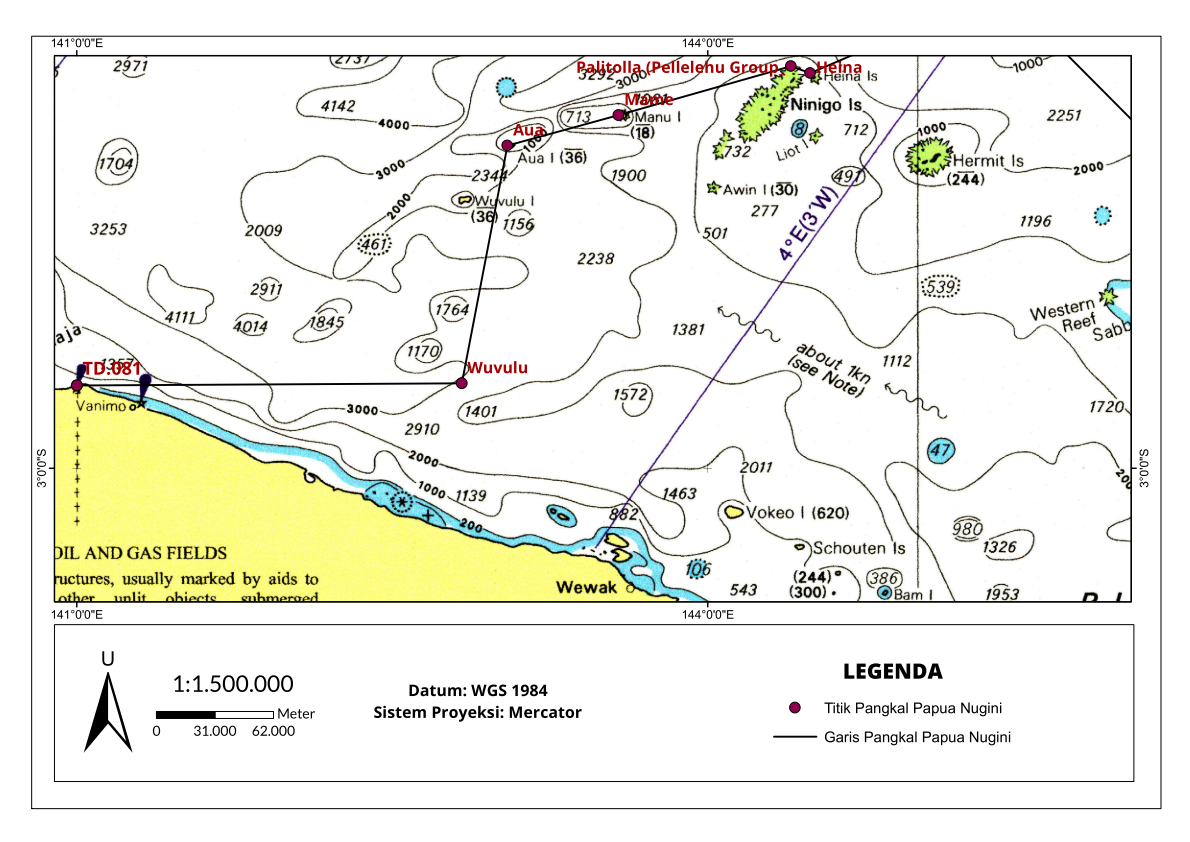 141°0'0"E
144°0'0"E
2971
2737
3292
3000
1000
Palitolla (Pellelehu Group
Heina
Heina Is
4142
4000
713
Mame
Manu I
(18)
Ninigo Is
8
712
2251
1000
Aua
Aua I (36)
1704
3000
2344
1900
732
Liot I
491
Hermit Is
(244)
2000
2000
Wuvulu I
(36)
Awin I (30)
277
4°E(3'W)
3253
2009
461
1156
501
1196
2238
2911
539
4111
4014
1845
1764
1381
Western
Reef
Sabb
aja
1357
TD.081
1170
Wuvulu
about 1kn
(see Note)
1112
Vanimo
3000
1401
1572
1720
2910
2000
3°0'0"S
2011
47
3°0'0"S
200
1000
1139
1463
200
882
Vokeo I (620)
980
1326
OIL AND GAS FIELDS
Schouten Is
ructures, usually marked by aids to
106
(244)
386
other unlit objects, submerged
Wewak
543
(300)
Bam I
1953
141°0'0"E
144°0'0"E
U
1:1.500.000
Meter
0 31.000 62.000
Datum: WGS 1984
Sistem Proyeksi: Mercator
LEGENDA
Titik Pangkal Papua Nugini
Garis Pangkal Papua Nugini